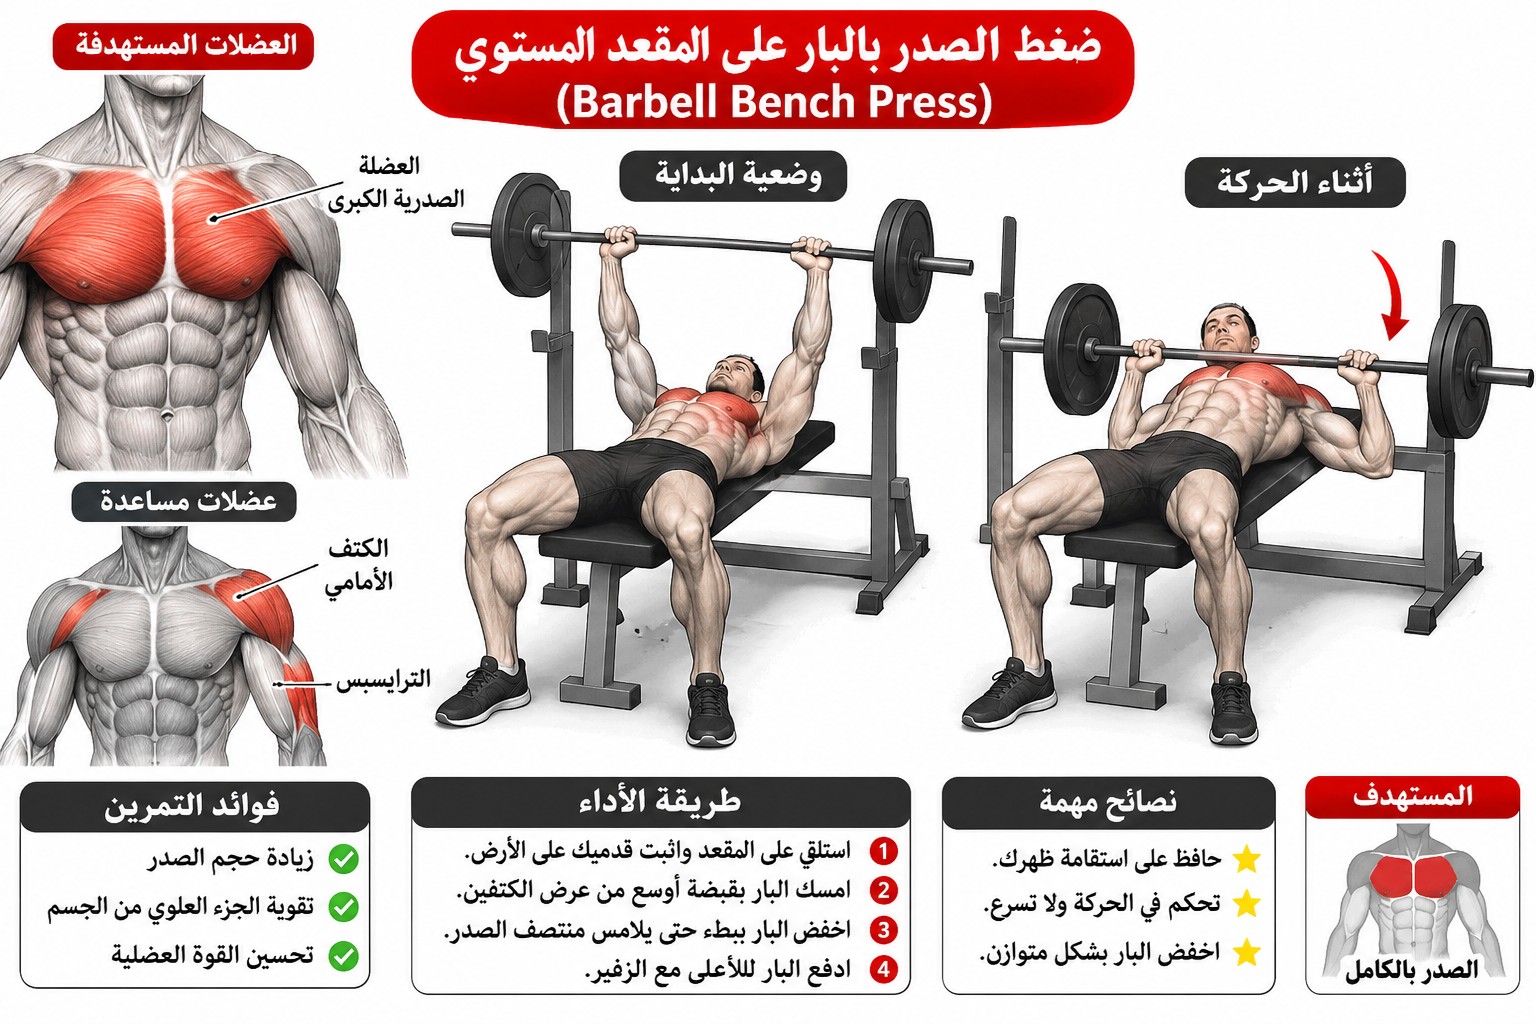 ضغط الصدر بالبار على المقعد المستوي
(Barbell Bench Press)
العضلات المستهدفة
العضلة
الصدرية الكبرى
عضلات مساعدة
الكتف
الأمامي
الترايسبس
وضعية البداية
أثناء الحركة
المستهدف
الصدر بالكامل
نصائح مهمة
حافظ على استقامة ظهرك.
تحكم في الحركة ولا تسرع.
اخفض البار بشكل متوازن.
طريقة الأداء
1 استلقِ على المقعد واثبت قدميك على الأرض.
2 امسك البار بقبضة أوسع من عرض الكتفين.
3 اخفض البار ببطء حتى يلامس منتصف الصدر.
4 ادفع البار لللأعلى مع الزفير.
فوائد التمرين
زيادة حجم الصدر
تقوية الجزء العلوي من الجسم
تحسين القوة العضلية